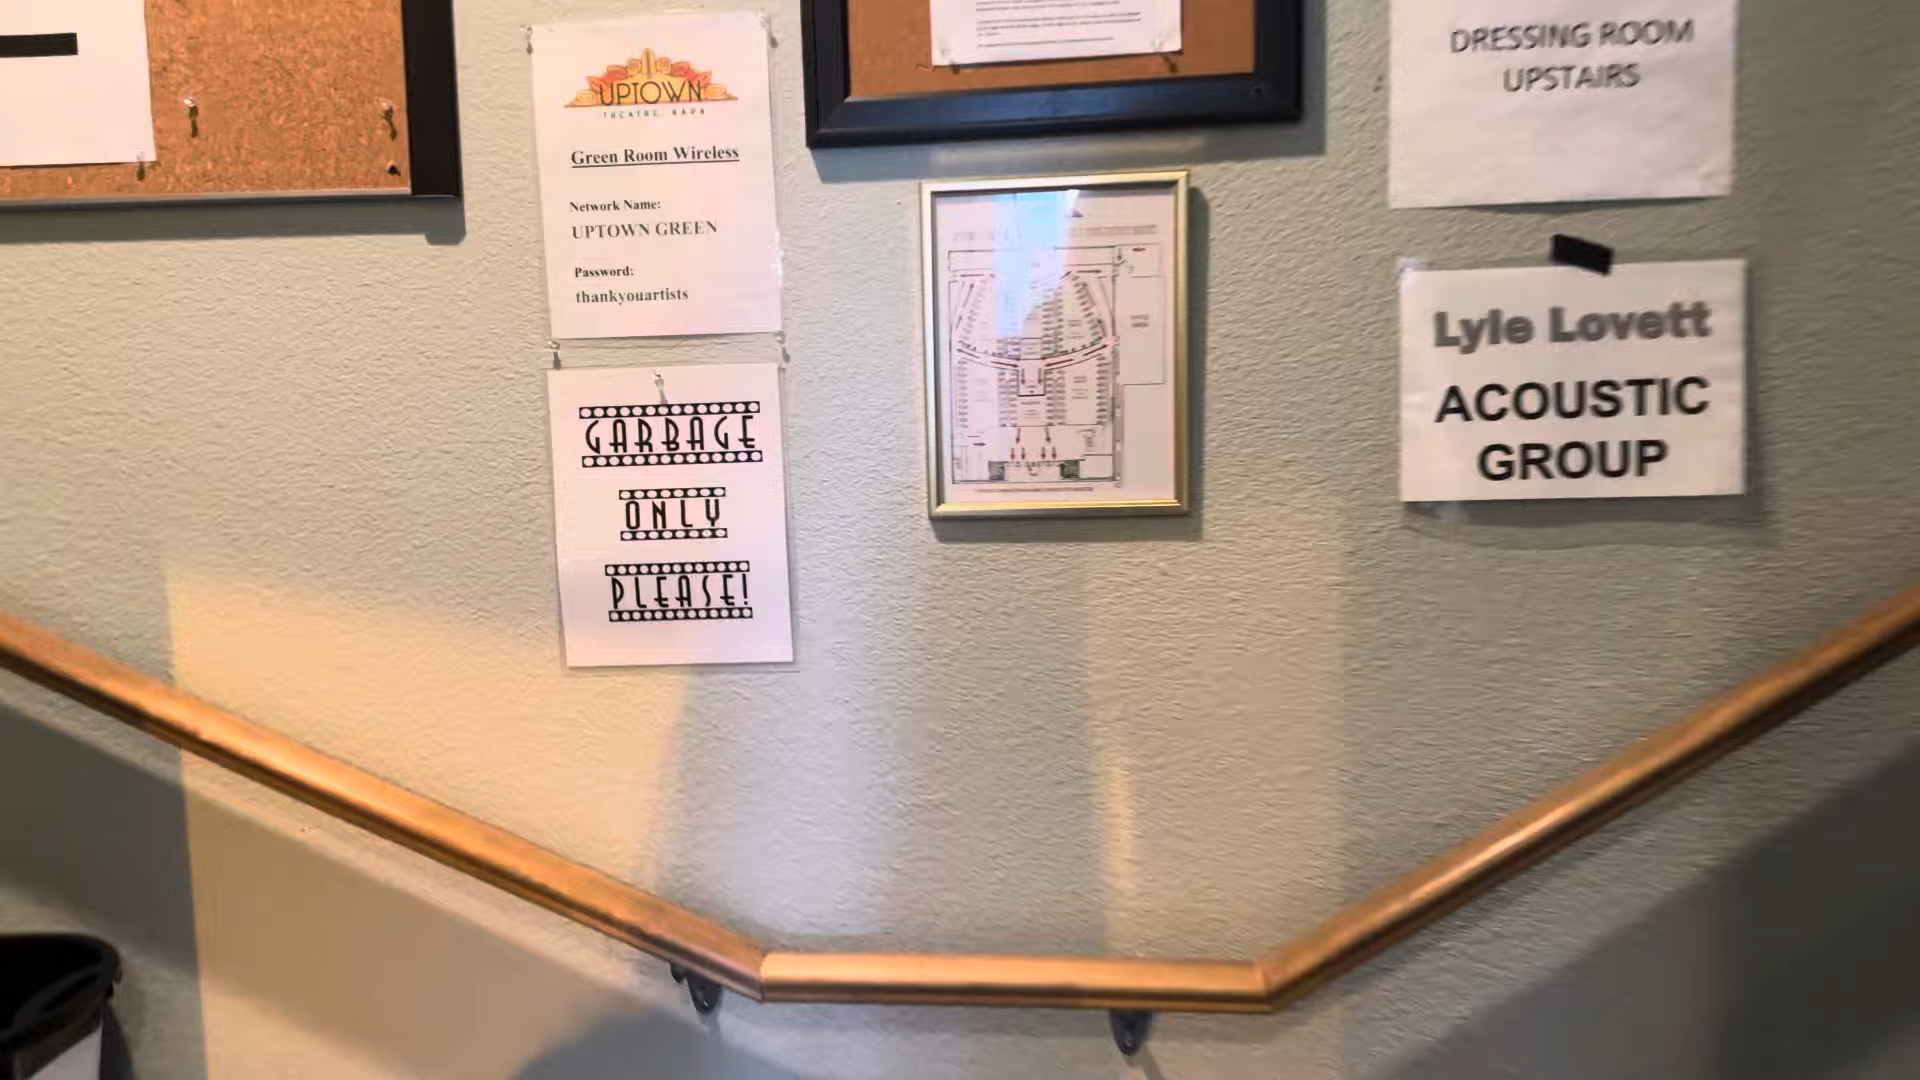 UPTOWN
THEATRE, NAPA
Green Room Wireless
Network Name:
UPTOWN GREEN
Password:
thankyouartists
GARBAGE
ONLY
PLEASE!
DRESSING ROOM
UPSTAIRS
Lyle Lovett
ACOUSTIC
GROUP